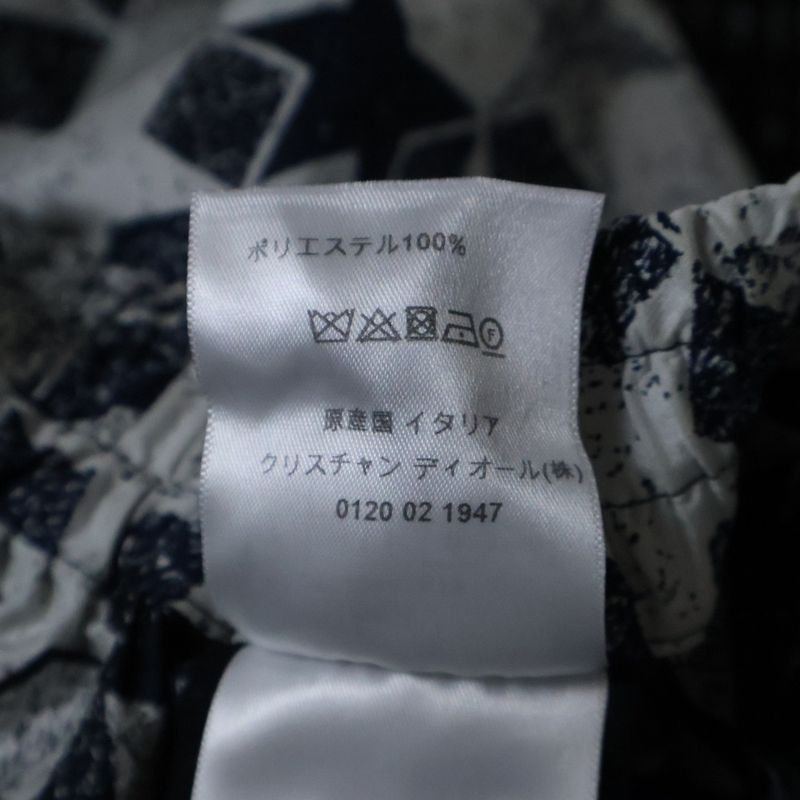 ポリエステル100%
F
原産国 イタリア
クリスチャン ディオール(株)
0120 02 1947